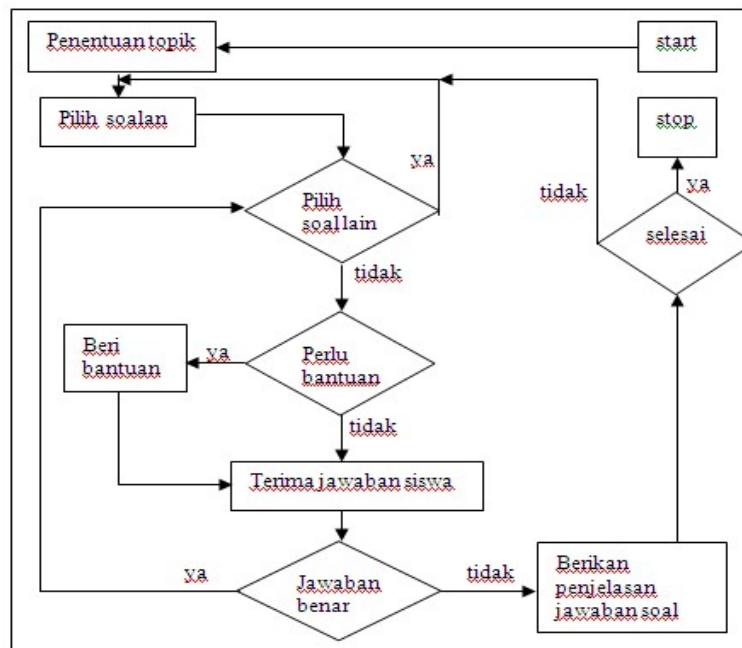 Penentuan topik
start
Pilih soalan
stop
ya
tidak
ya
Pilih
soal lain
selesai
tidak
Beri
bantuan
ya
Perlu
bantuan
tidak
Terima jawaban siswa
ya
Jawaban
benar
tidak
Berikan
penjelasan
jawaban soal